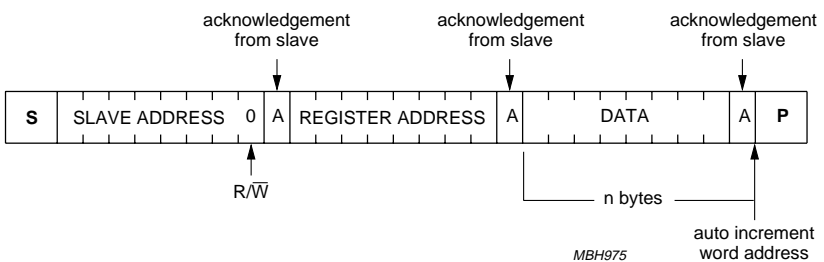 acknowledgement
from slave
acknowledgement
from slave
acknowledgement
from slave
S SLAVE ADDRESS 0 A REGISTER ADDRESS A DATA A P
R/W̅
n bytes
auto increment
word address
MBH975